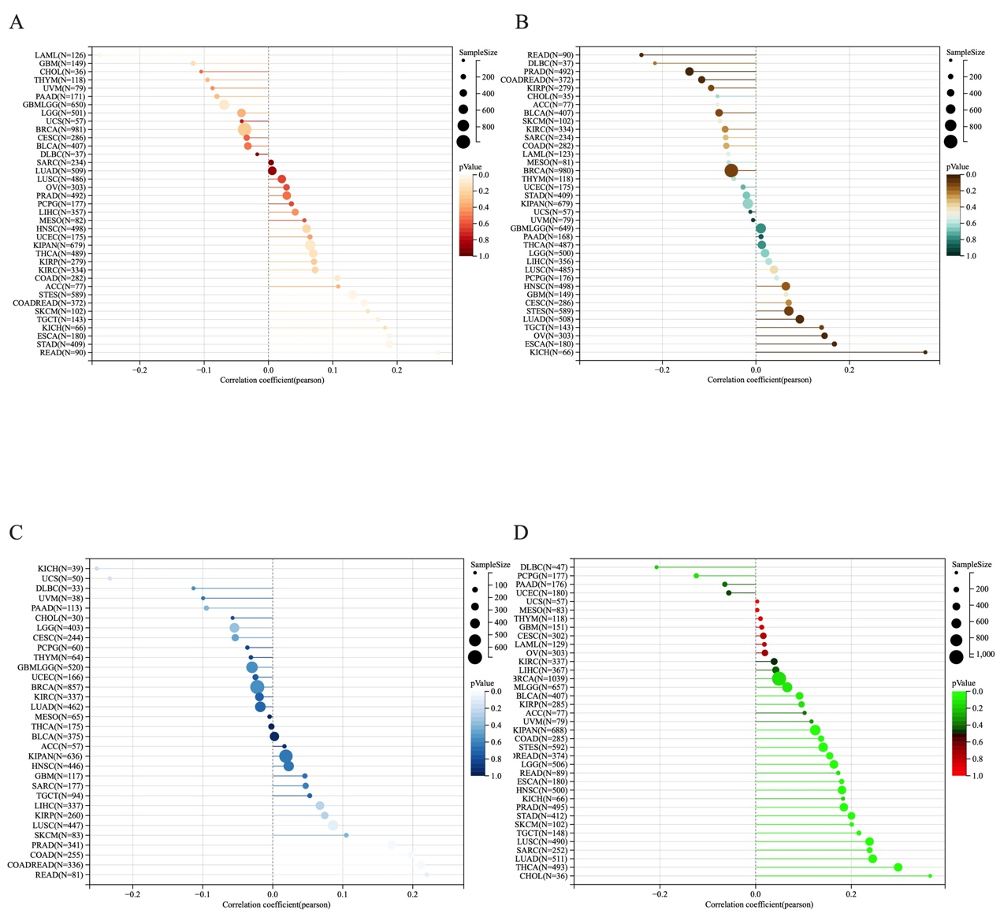 A
LAML(N=126)
GBM(N=149)
CHOL(N=36)
THYM(N=118)
UVM(N=79)
PAAD(N=171)
GBMLGG(N=650)
LGG(N=501)
UCS(N=57)
BRCA(N=981)
CESC(N=286)
BLCA(N=407)
DLBC(N=37)
SARC(N=234)
LUAD(N=509)
LUSC(N=486)
OV(N=303)
PRAD(N=492)
PCPG(N=177)
LIHC(N=357)
MESO(N=82)
HNSC(N=498)
UCEC(N=175)
KIPAN(N=679)
THCA(N=489)
KIRP(N=279)
KIRC(N=334)
COAD(N=282)
ACC(N=77)
STES(N=589)
COADREAD(N=372)
SKCM(N=102)
TGCT(N=143)
KICH(N=66)
ESCA(N=180)
STAD(N=409)
READ(N=90)
−0.2 −0.1 0.0 0.1 0.2
Correlation coefficient(pearson)
SampleSize
200
400
600
800
pValue
0.0
0.2
0.4
0.6
0.8
1.0
B
READ(N=90)
DLBC(N=37)
PRAD(N=492)
COADREAD(N=372)
KIRP(N=279)
CHOL(N=35)
ACC(N=77)
BLCA(N=407)
SKCM(N=102)
KIRC(N=334)
SARC(N=234)
COAD(N=282)
LAML(N=123)
MESO(N=81)
BRCA(N=980)
THYM(N=118)
UCEC(N=175)
STAD(N=409)
KIPAN(N=679)
UCS(N=57)
UVM(N=79)
GBMLGG(N=649)
PAAD(N=168)
THCA(N=487)
LGG(N=500)
LIHC(N=356)
LUSC(N=485)
PCPG(N=176)
HNSC(N=498)
GBM(N=149)
CESC(N=286)
STES(N=589)
LUAD(N=508)
TGCT(N=143)
OV(N=303)
ESCA(N=180)
KICH(N=66)
−0.2 0.0 0.2
Correlation coefficient(pearson)
SampleSize
200
400
600
800
pValue
0.0
0.2
0.4
0.6
0.8
1.0
C
KICH(N=39)
UCS(N=50)
DLBC(N=33)
UVM(N=38)
PAAD(N=113)
CHOL(N=30)
LGG(N=403)
CESC(N=244)
PCPG(N=60)
THYM(N=64)
GBMLGG(N=520)
UCEC(N=166)
BRCA(N=857)
KIRC(N=337)
LUAD(N=462)
MESO(N=65)
THCA(N=175)
BLCA(N=375)
ACC(N=57)
KIPAN(N=636)
HNSC(N=446)
GBM(N=117)
SARC(N=177)
TGCT(N=94)
LIHC(N=337)
KIRP(N=260)
LUSC(N=447)
SKCM(N=83)
PRAD(N=341)
COAD(N=255)
COADREAD(N=336)
READ(N=81)
−0.2 −0.1 0.0 0.1 0.2
Correlation coefficient(pearson)
SampleSize
100
200
300
400
500
600
pValue
0.0
0.2
0.4
0.6
0.8
1.0
D
DLBC(N=47)
PCPG(N=177)
PAAD(N=176)
UCEC(N=180)
UCS(N=57)
MESO(N=83)
THYM(N=118)
GBM(N=151)
CESC(N=302)
LAML(N=129)
OV(N=303)
KIRC(N=337)
LIHC(N=367)
BRCA(N=1039)
MLGG(N=657)
BLCA(N=407)
KIRP(N=285)
ACC(N=77)
UVM(N=79)
KIPAN(N=688)
COAD(N=285)
STES(N=592)
READ(N=374)
LGG(N=506)
READ(N=89)
ESCA(N=180)
HNSC(N=500)
KICH(N=66)
PRAD(N=495)
STAD(N=412)
SKCM(N=102)
TGCT(N=148)
LUSC(N=490)
SARC(N=252)
LUAD(N=511)
THCA(N=493)
CHOL(N=36)
−0.2 0.0 0.2
Correlation coefficient(pearson)
SampleSize
200
400
600
800
1,000
pValue
0.0
0.2
0.4
0.6
0.8
1.0